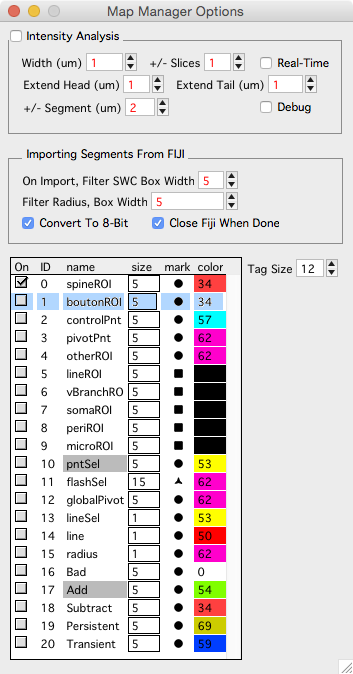 Map Manager Options
Intensity Analysis
Width (um) 1 +/- Slices 1 Real-Time
Extend Head (um) 1 Extend Tail (um) 1
+/- Segment (um) 2 Debug
Importing Segments From FIJI
On Import, Filter SWC Box Width 5
Filter Radius, Box Width 5
Convert To 8-Bit Close Fiji When Done
On ID name size mark color Tag Size 12
0 spineROI 5 34
1 boutonROI 5 34
2 controlPnt 5 57
3 pivotPnt 5 62
4 otherROI 5 62
5 lineROI 5
6 vBranchRO 5
7 somaROI 5
8 periROI 5
9 microROI 5
10 pntSel 5 53
11 flashSel 15 62
12 globalPivot 5 62
13 lineSel 1 53
14 line 1 50
15 radius 1 62
16 Bad 5 0
17 Add 5 54
18 Subtract 5 34
19 Persistent 5 69
20 Transient 5 59